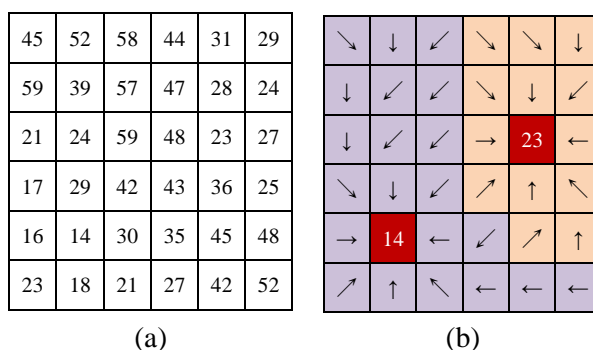 45 52 58 44 31 29 ↘ ↓ ↙ ↘ ↘ ↓
59 39 57 47 28 24 ↓ ↙ ↙ ↘ ↓ ↙
21 24 59 48 23 27 ↓ ↙ ↙ → 23 ←
17 29 42 43 36 25 ↘ ↓ ↙ ↗ ↑ ↖
16 14 30 35 45 48 → 14 ← ↙ ↗ ↑
23 18 21 27 42 52 ↗ ↑ ↖ ← ← ←
(a) (b)